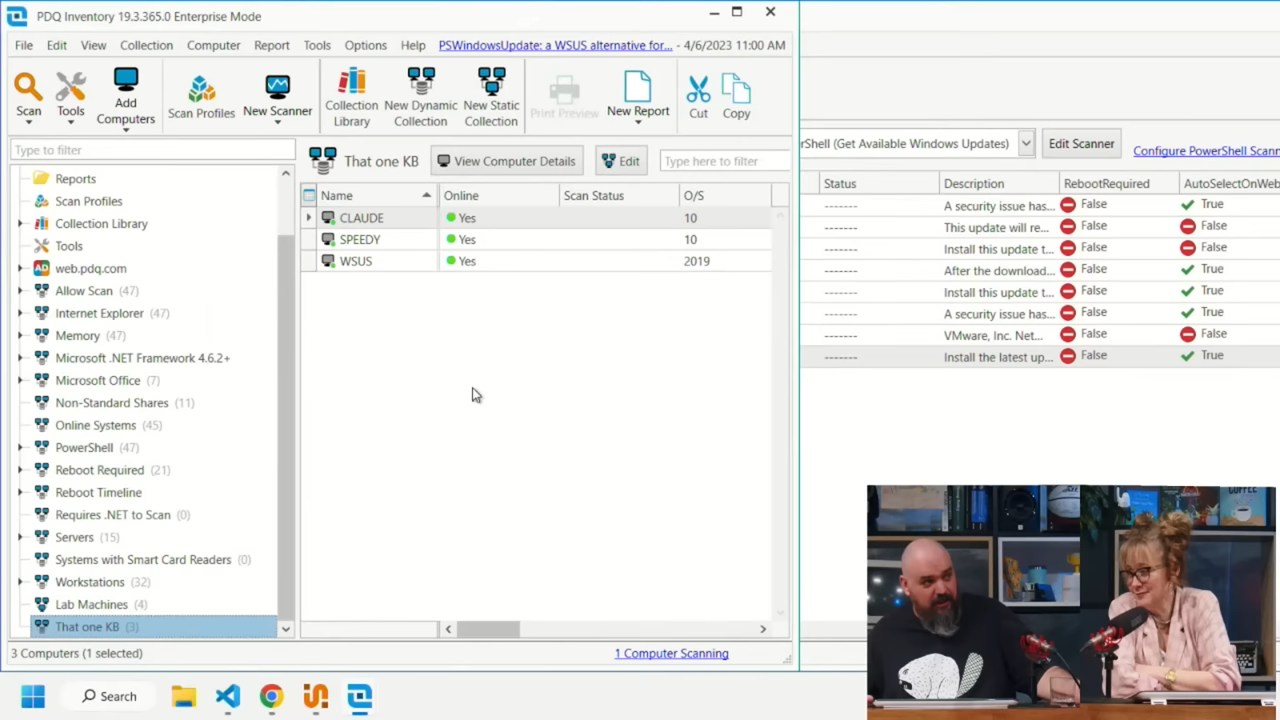 PDQ Inventory 19.3.365.0 Enterprise Mode
File Edit View Collection Computer Report Tools Options Help PSWindowsUpdate: a WSUS alternative for... - 4/6/2023 11:00 AM
Scan
Tools
Add Computers
Scan Profiles
New Scanner
Collection Library
New Dynamic Collection
New Static Collection
Print Preview
New Report
Cut
Copy
Type to filter
That one KB
View Computer Details
Edit
Type here to filter
Reports
Scan Profiles
Collection Library
Tools
web.pdq.com
Allow Scan (47)
Internet Explorer (47)
Memory (47)
Microsoft .NET Framework 4.6.2+
Microsoft Office (7)
Non-Standard Shares (11)
Online Systems (45)
PowerShell (47)
Reboot Required (21)
Reboot Timeline
Requires .NET to Scan (0)
Servers (15)
Systems with Smart Card Readers (0)
Workstations (32)
Lab Machines (4)
That one KB (3)
Name Online Scan Status O/S
CLAUDE Yes 10
SPEEDY Yes 10
WSUS Yes 2019
3 Computers (1 selected)
1 Computer Scanning
rShell (Get Available Windows Updates) Edit Scanner Configure PowerShell Scann
Status Description RebootRequired AutoSelectOnWeb
------- A security issue has... False True
------- This update will re... False False
------- Install this update t... False False
------- After the download... False True
------- Install this update t... False True
------- A security issue has... False True
------- VMware, Inc. Net... False False
------- Install the latest up... False True
COFFEE
Search